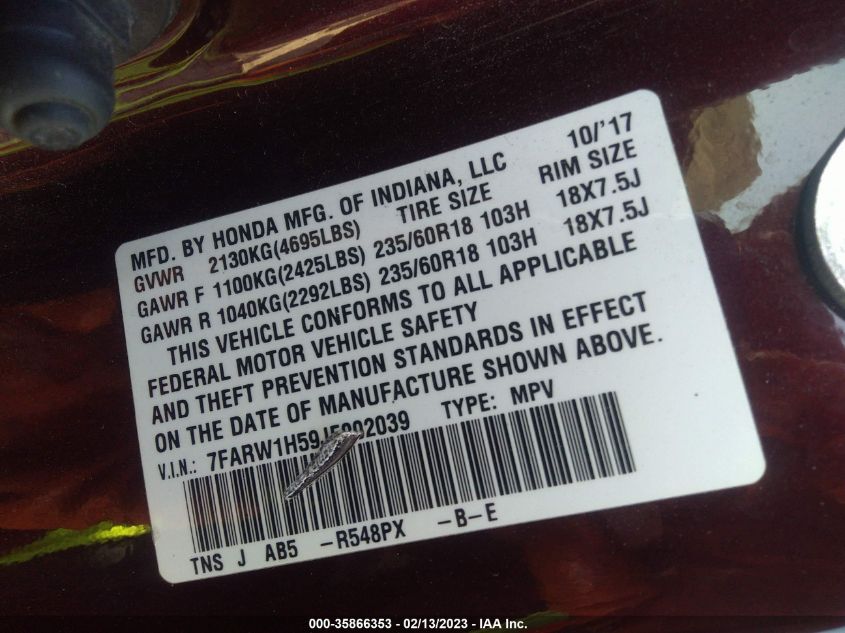 MFD. BY HONDA MFG. OF INDIANA, LLC 10/'17
GVWR 2130KG(4695LBS) TIRE SIZE RIM SIZE
GAWR F 1100KG(2425LBS) 235/60R18 103H 18X7.5J
GAWR R 1040KG(2292LBS) 235/60R18 103H 18X7.5J
THIS VEHICLE CONFORMS TO ALL APPLICABLE
FEDERAL MOTOR VEHICLE SAFETY
AND THEFT PREVENTION STANDARDS IN EFFECT
ON THE DATE OF MANUFACTURE SHOWN ABOVE.
V.I.N.: TYPE: MPV
TNS J AB5 -R548PX -B-E
000-35866353 - 02/13/2023 - IAA Inc.